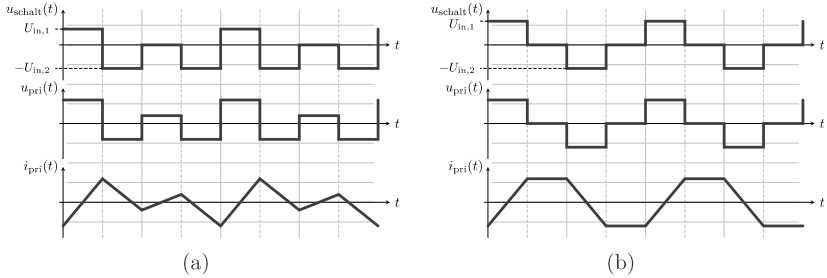 u_schalt(t)
U_in,1
−U_in,2
t
u_pri(t)
t
i_pri(t)
t
(a)
u_schalt(t)
U_in,1
−U_in,2
t
u_pri(t)
t
i_pri(t)
t
(b)